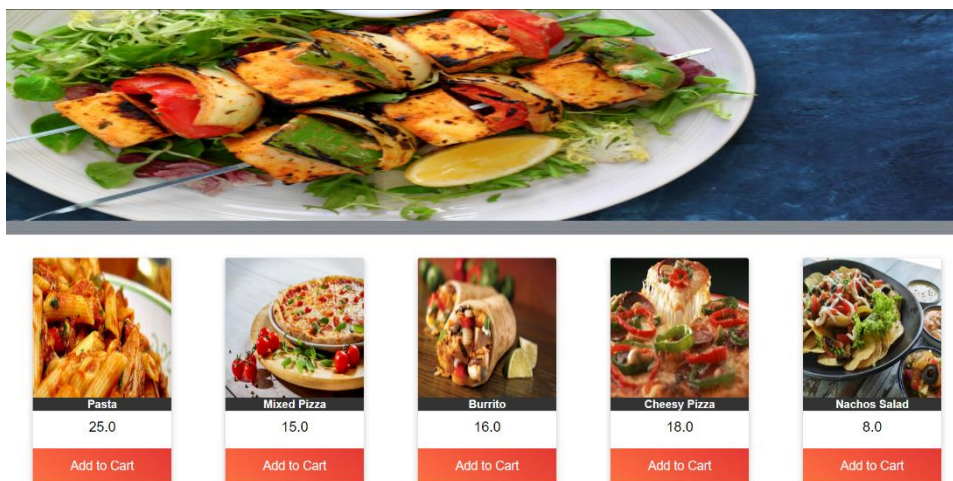 Pasta
25.0
Add to Cart
Mixed Pizza
15.0
Add to Cart
Burrito
16.0
Add to Cart
Cheesy Pizza
18.0
Add to Cart
Nachos Salad
8.0
Add to Cart